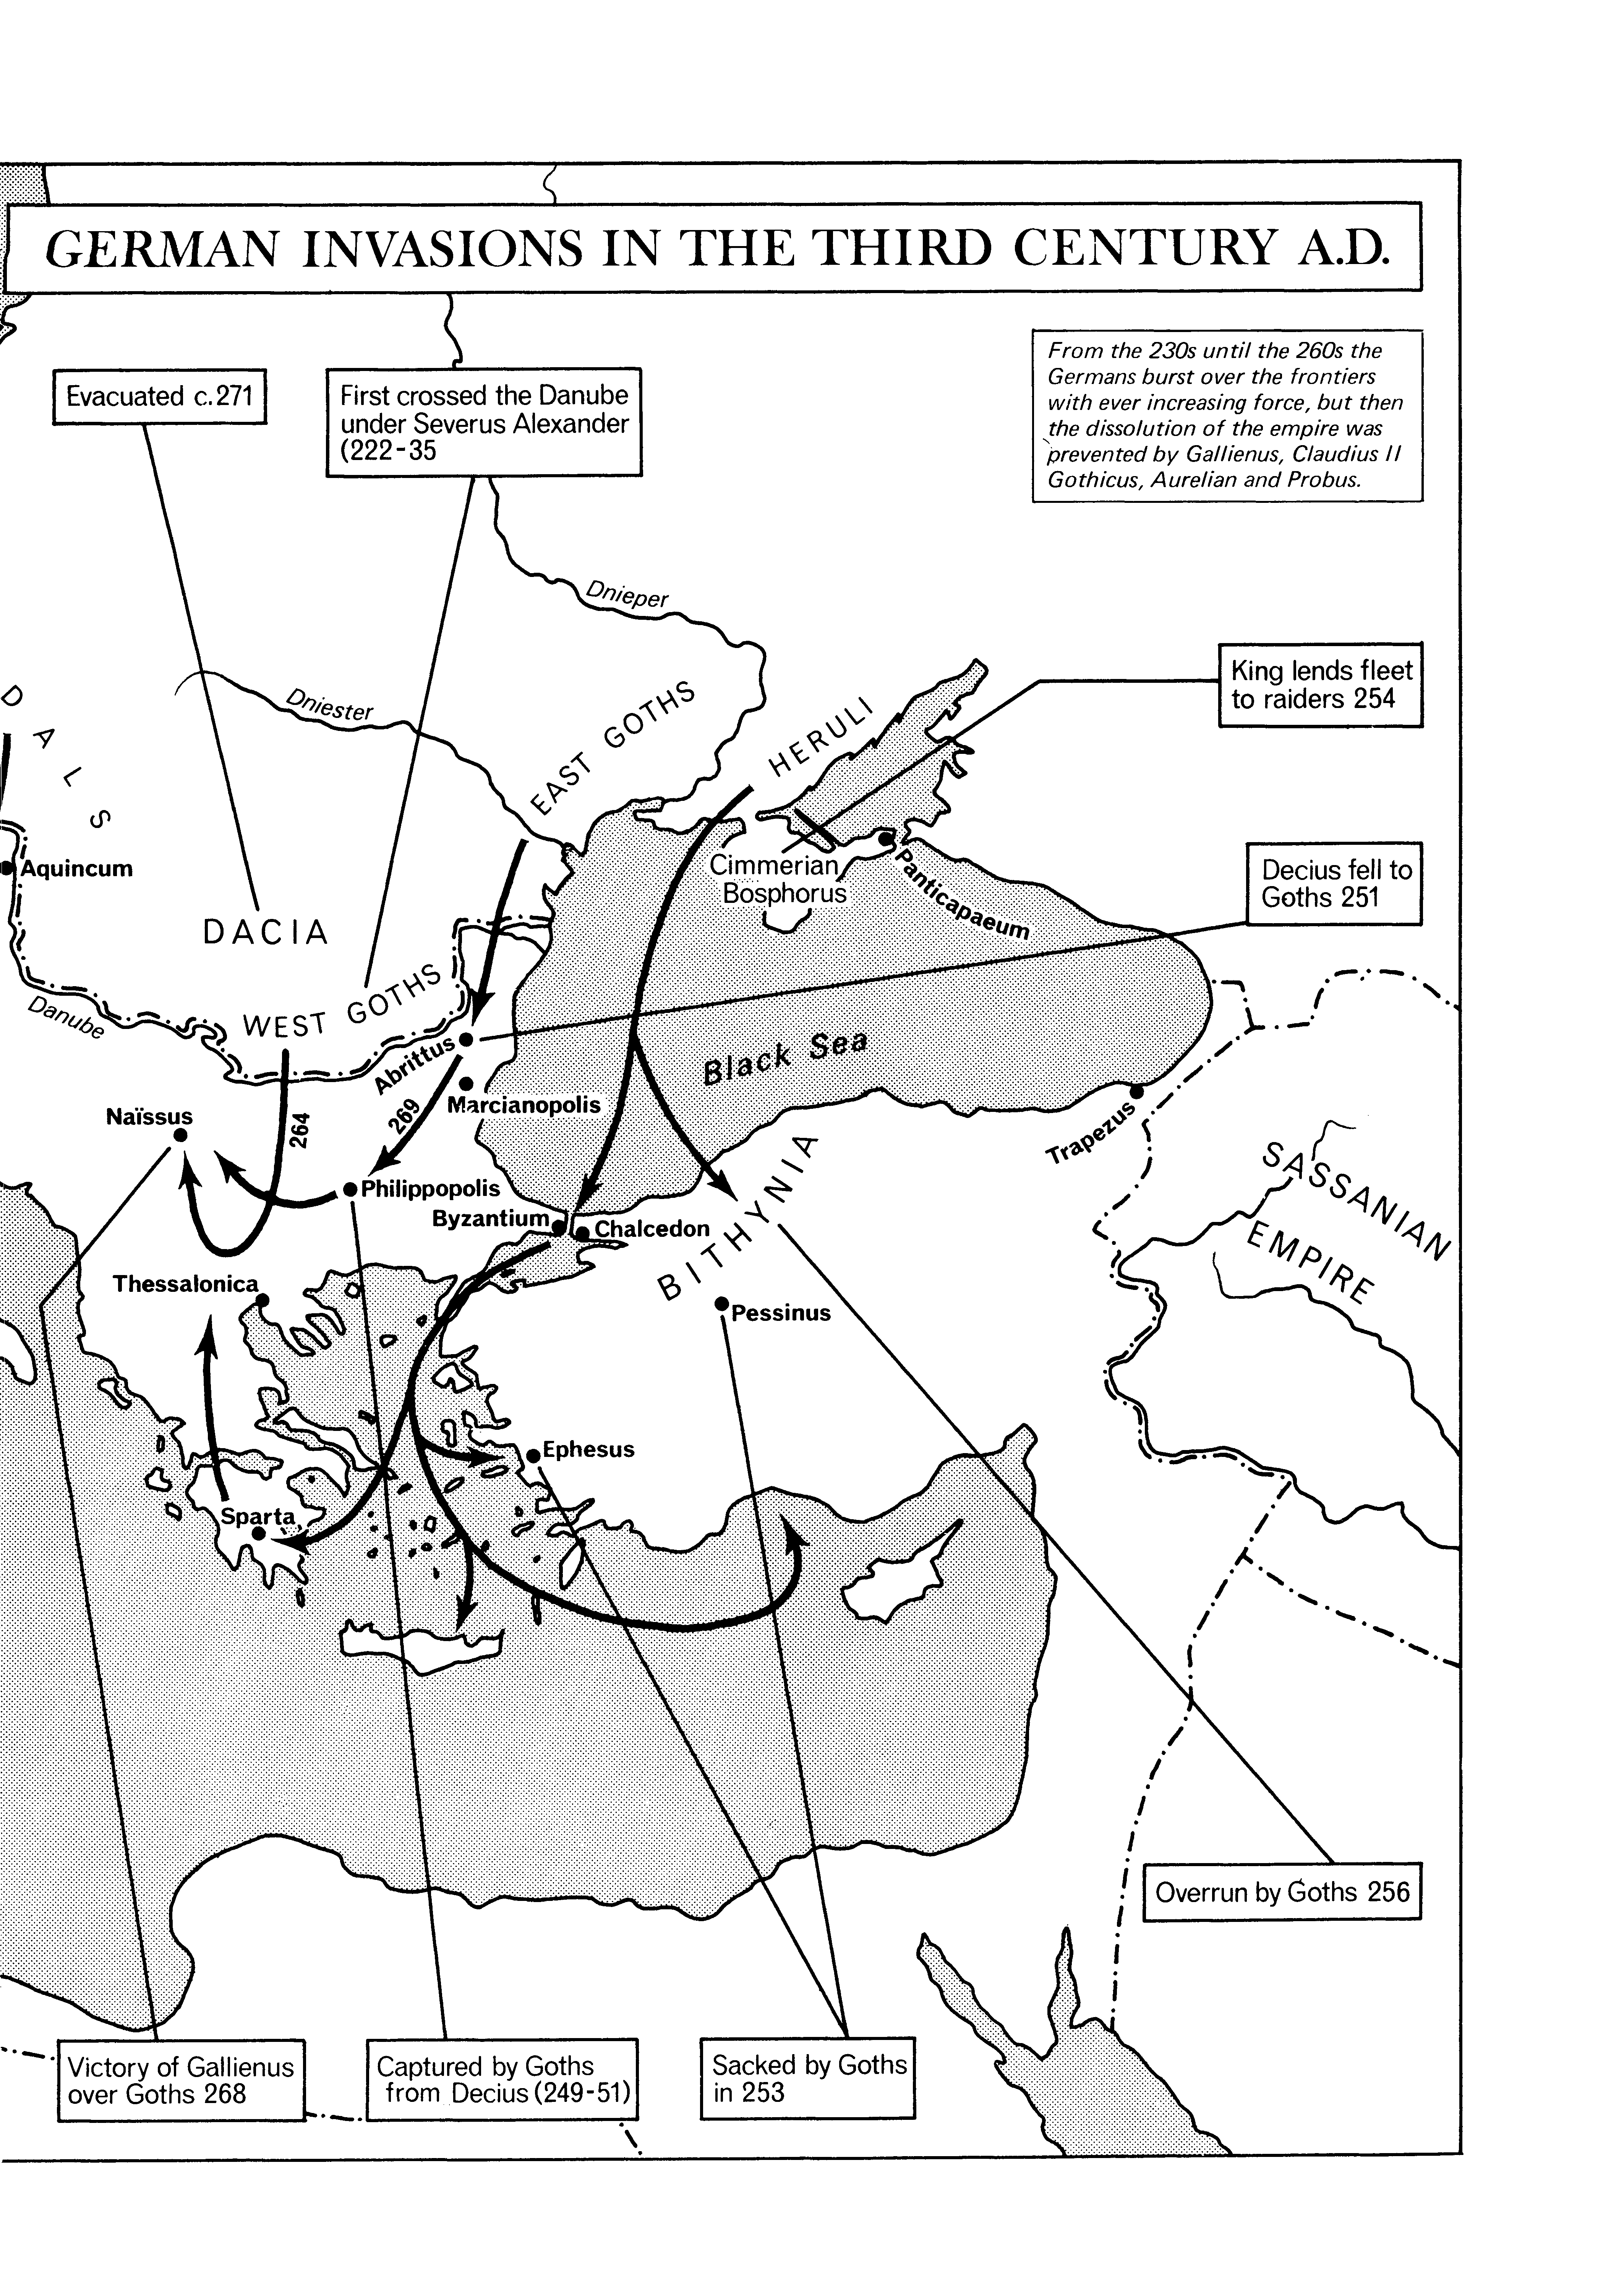 GERMAN INVASIONS IN THE THIRD CENTURY A.D.
From the 230s until the 260s the
Germans burst over the frontiers
with ever increasing force, but then
the dissolution of the empire was
prevented by Gallienus, Claudius II
Gothicus, Aurelian and Probus.
Evacuated c.271
First crossed the Danube
under Severus Alexander
(222-35
Dnieper
King lends fleet
to raiders 254
Dniester
EAST GOTHS
HERULI
DALS
Aquincum
Cimmerian
Bosphorus
Panticapaeum
Decius fell to
Goths 251
DACIA
WEST GOTHS
Danube
Abrittus
Black Sea
Marcianopolis
269
264
Naïssus
Trapezus
SASSANIAN
EMPIRE
Philippopolis
Byzantium
Chalcedon
BITHYNIA
Thessalonica
Pessinus
Ephesus
Sparta
Overrun by Goths 256
Victory of Gallienus
over Goths 268
Captured by Goths
from Decius (249-51)
Sacked by Goths
in 253